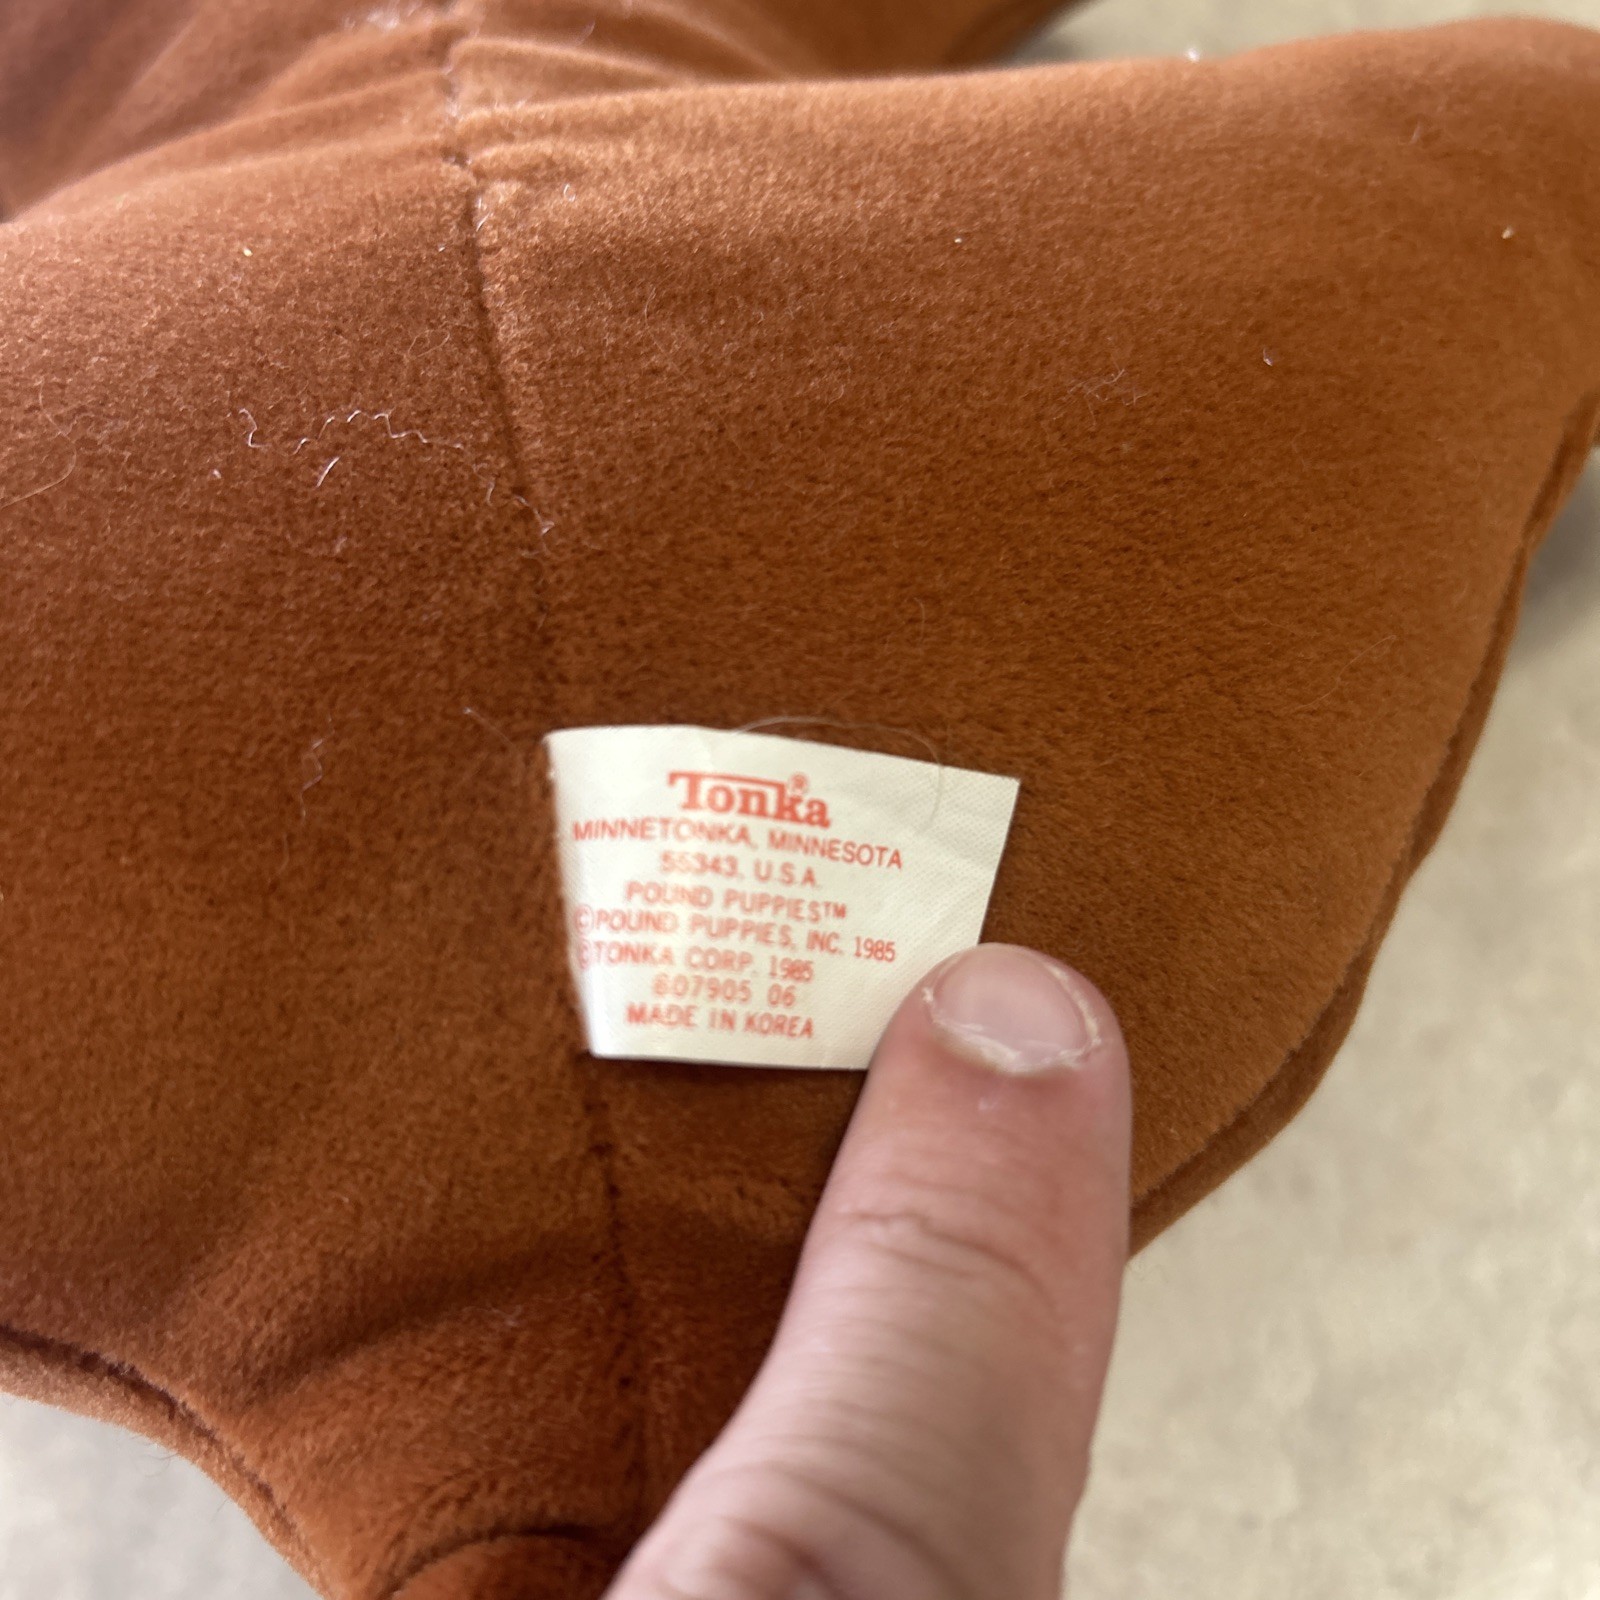 Tonka®
MINNETONKA, MINNESOTA
55343, U.S.A.
POUND PUPPIES™
©POUND PUPPIES, INC. 1985
©TONKA CORP. 1985
607905 06
MADE IN KOREA